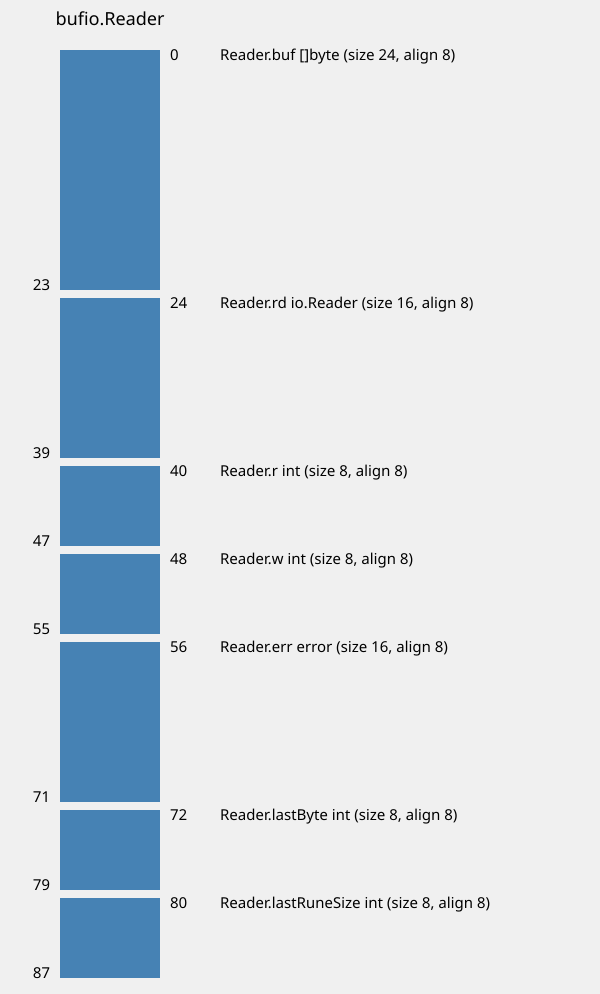 bufio.Reader
0 Reader.buf []byte (size 24, align 8)
23
24 Reader.rd io.Reader (size 16, align 8)
39
40 Reader.r int (size 8, align 8)
47
48 Reader.w int (size 8, align 8)
55
56 Reader.err error (size 16, align 8)
71
72 Reader.lastByte int (size 8, align 8)
79
80 Reader.lastRuneSize int (size 8, align 8)
87